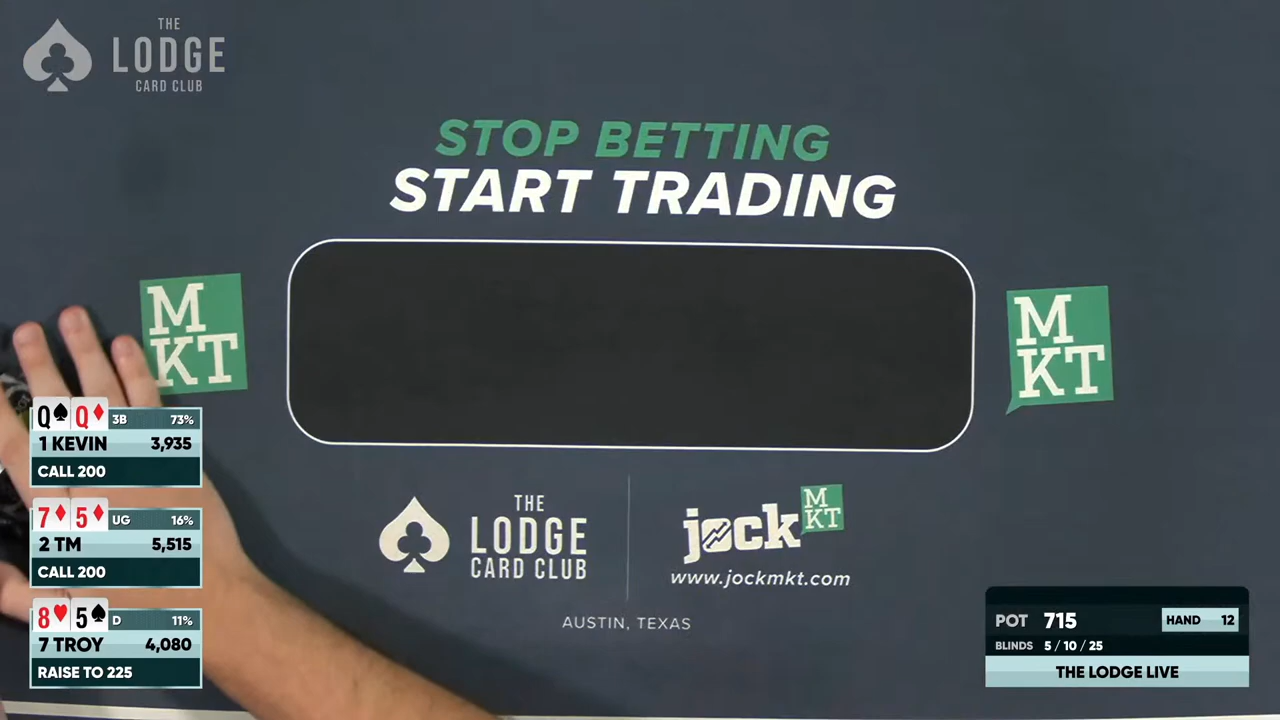 THE
LODGE
CARD CLUB
STOP BETTING
START TRADING
M
KT
M
KT
Q♠ Q♦ 3B 73%
1 KEVIN 3,935
CALL 200
7♦ 5♦ UG 16%
2 TM 5,515
CALL 200
8♥ 5♠ D 11%
7 TROY 4,080
RAISE TO 225
THE
LODGE
CARD CLUB
jock M KT
www.jockmkt.com
AUSTIN, TEXAS
POT 715 HAND 12
BLINDS 5 / 10 / 25
THE LODGE LIVE